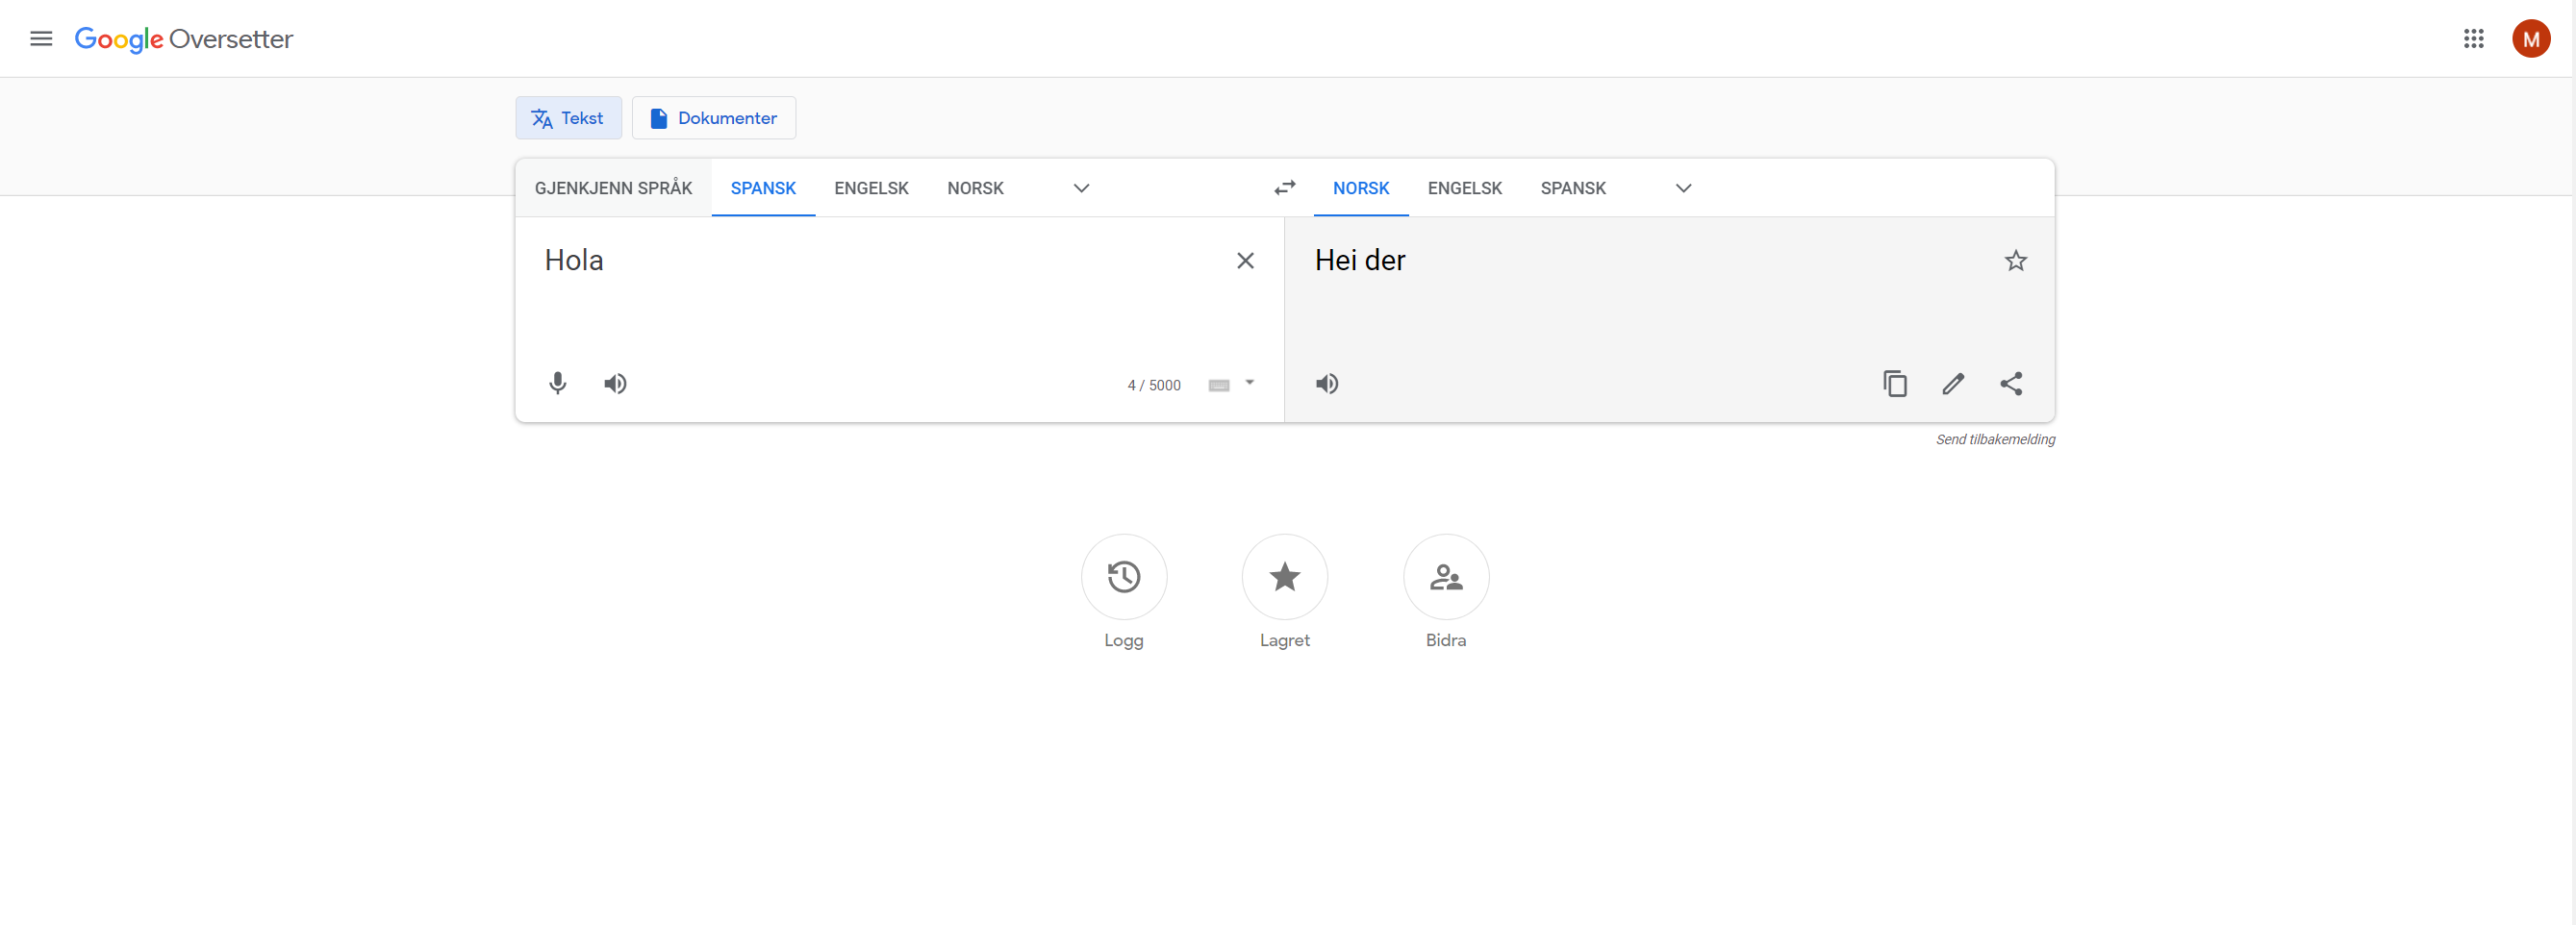 Google Oversetter
M
Tekst
Dokumenter
GJENKJENN SPRÅK SPANSK ENGELSK NORSK
NORSK ENGELSK SPANSK
Hola
4 / 5000
Hei der
Send tilbakemelding
Logg
Lagret
Bidra